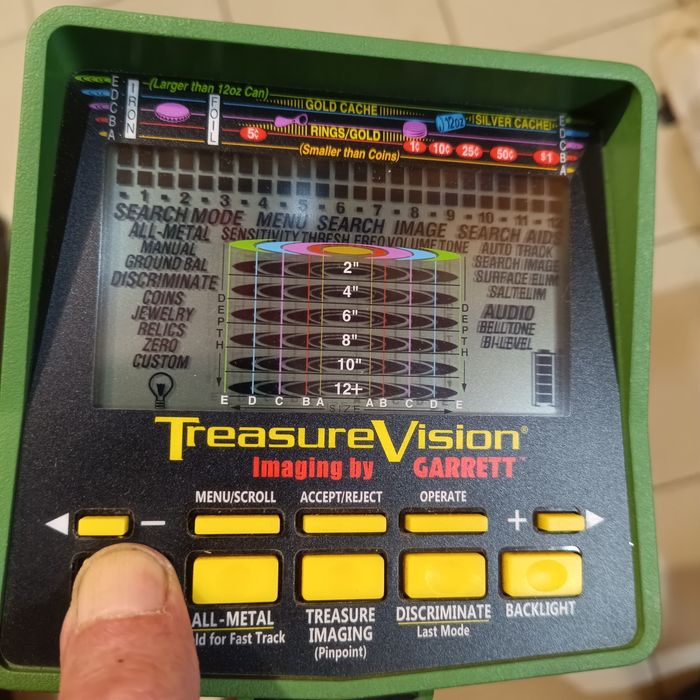 E
(Larger than 12oz Can)
D
GOLD CACHE
E
C
IRON
FOIL
12oz
SILVER CACHE
D
B
5¢
RINGS/GOLD
C
A
(Smaller than Coins)
1¢ 10¢ 25¢ 50¢ $1
B
A
1 2 3 4 5 6 7 8 9 10 11 12
SEARCH MODE MENU SEARCH IMAGE SEARCH AIDS
ALL-METAL
MANUAL
GROUND BAL
DISCRIMINATE
COINS
JEWELRY
RELICS
ZERO
CUSTOM
SENSITIVITY THRESH FREQ VOLUME TONE
DEPTH
2"
4"
6"
8"
10"
12+
DEPTH
E D C B A A B C D E
SIZE
AUTO TRACK
SEARCH IMAGE
SURFACE ELIM
SALT ELIM
AUDIO
BELLTONE
BI-LEVEL
TreasureVision®
Imaging by GARRETT™
MENU/SCROLL ACCEPT/REJECT OPERATE
− +
ALL-METAL
ld for Fast Track
TREASURE
IMAGING
(Pinpoint)
DISCRIMINATE
Last Mode
BACKLIGHT